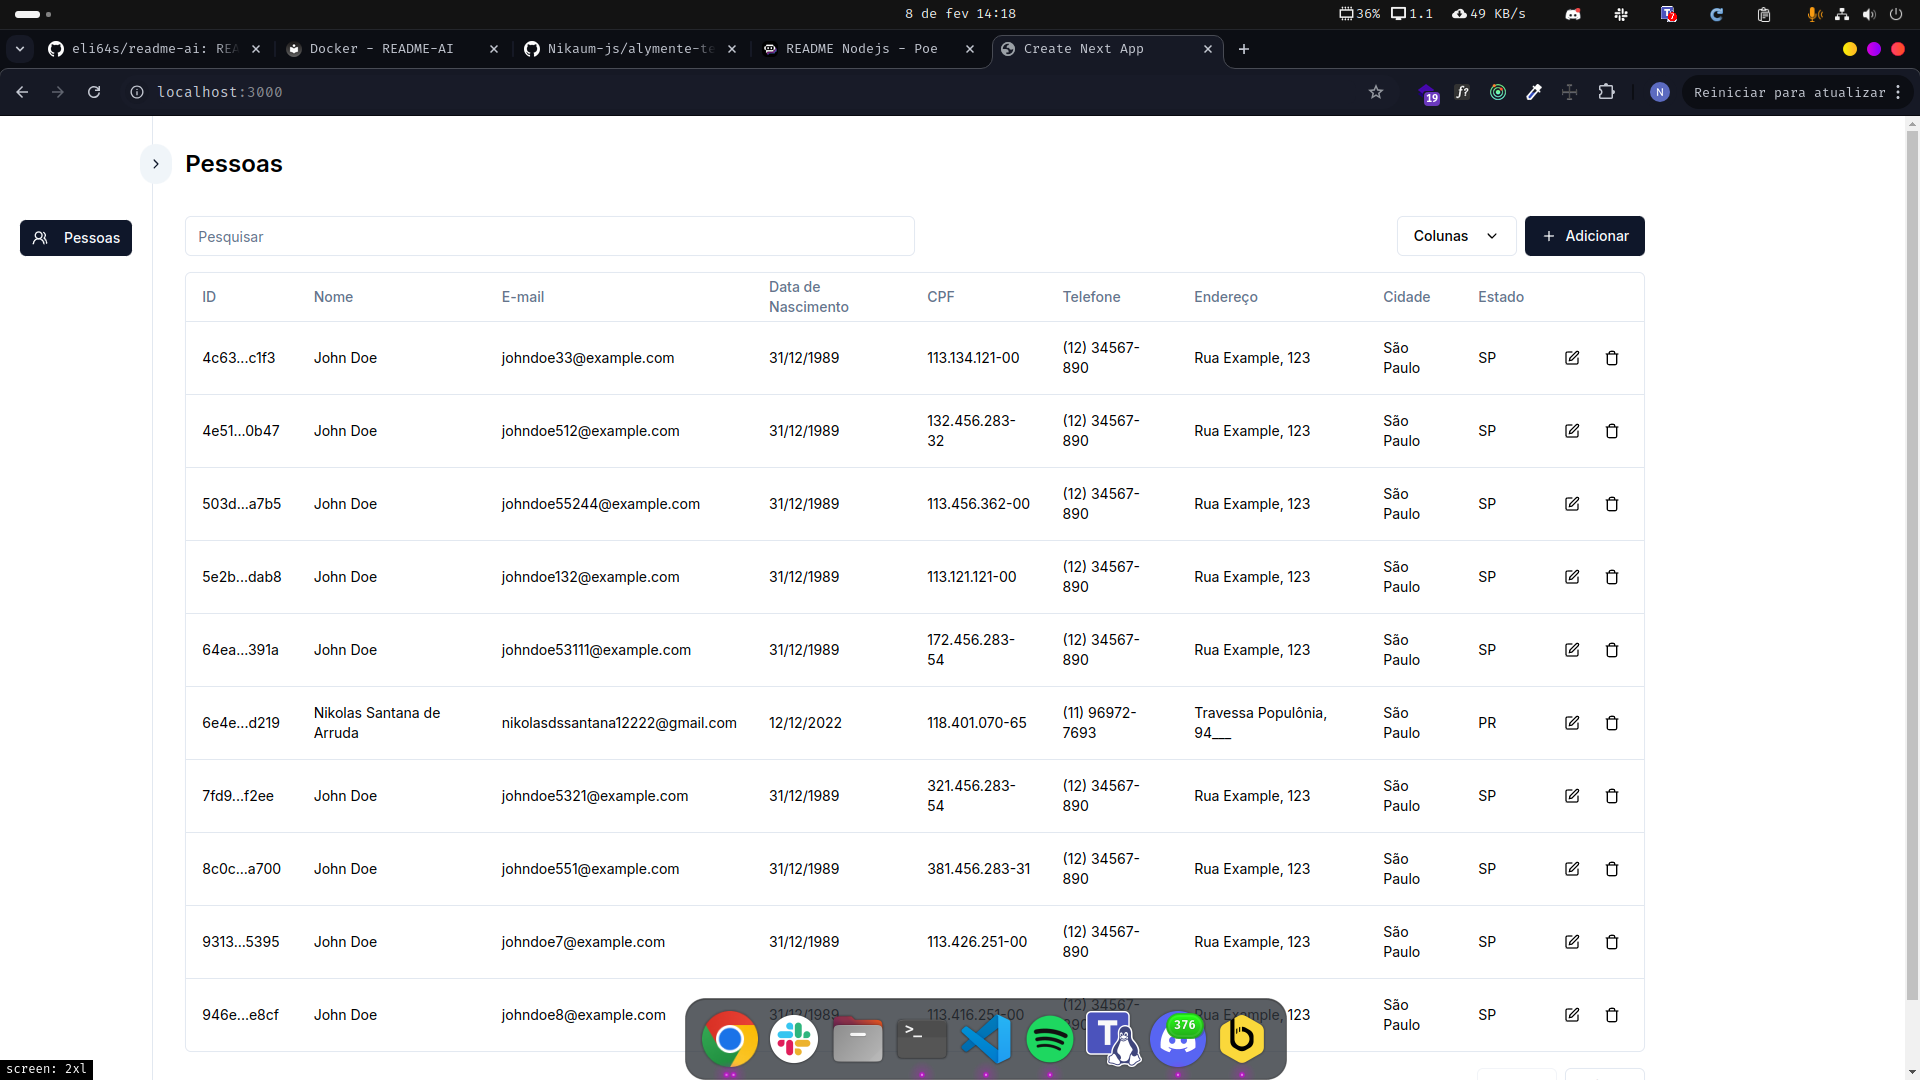 8 de fev 14:18
36%
1.1
49 KB/s
eli64s/readme-ai: REA
Docker - README-AI
Nikaum-js/alymente-te
README Nodejs - Poe
Create Next App
localhost:3000
19
f?
N
Reiniciar para atualizar
Pessoas
Pessoas
Pesquisar
Colunas
Adicionar
ID Nome E-mail Data de Nascimento CPF Telefone Endereço Cidade Estado
4c63...c1f3 John Doe johndoe33@example.com 31/12/1989 113.134.121-00 (12) 34567-890 Rua Example, 123 São Paulo SP
4e51...0b47 John Doe johndoe512@example.com 31/12/1989 132.456.283-32 (12) 34567-890 Rua Example, 123 São Paulo SP
503d...a7b5 John Doe johndoe55244@example.com 31/12/1989 113.456.362-00 (12) 34567-890 Rua Example, 123 São Paulo SP
5e2b...dab8 John Doe johndoe132@example.com 31/12/1989 113.121.121-00 (12) 34567-890 Rua Example, 123 São Paulo SP
64ea...391a John Doe johndoe53111@example.com 31/12/1989 172.456.283-54 (12) 34567-890 Rua Example, 123 São Paulo SP
6e4e...d219 Nikolas Santana de Arruda nikolasdssantana12222@gmail.com 12/12/2022 118.401.070-65 (11) 96972-7693 Travessa Populônia, 94___ São Paulo PR
7fd9...f2ee John Doe johndoe5321@example.com 31/12/1989 321.456.283-54 (12) 34567-890 Rua Example, 123 São Paulo SP
8c0c...a700 John Doe johndoe551@example.com 31/12/1989 381.456.283-31 (12) 34567-890 Rua Example, 123 São Paulo SP
9313...5395 John Doe johndoe7@example.com 31/12/1989 113.426.251-00 (12) 34567-890 Rua Example, 123 São Paulo SP
946e...e8cf John Doe johndoe8@example.com 31/12/1989 113.416.251-00 (12) 34567-890 Rua Example, 123 São Paulo SP
376
screen: 2xl